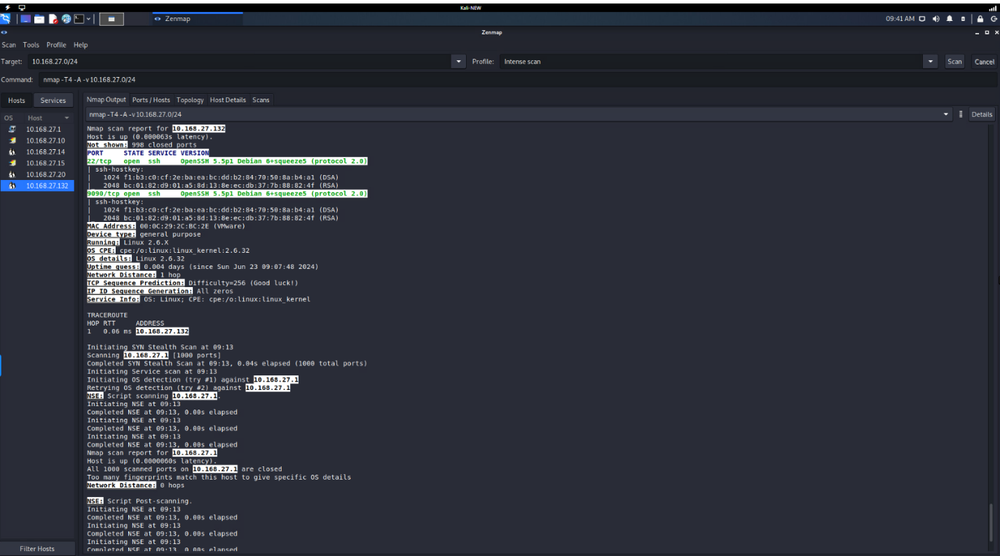 Kali-NEW
Zenmap
09:41 AM
Zenmap
Scan Tools Profile Help
Target: 10.168.27.0/24 Profile: Intense scan Scan Cancel
Command: nmap -T4 -A -v 10.168.27.0/24
Hosts Services
OS Host
10.168.27.1
10.168.27.10
10.168.27.14
10.168.27.15
10.168.27.20
10.168.27.132
Filter Hosts
Nmap Output Ports / Hosts Topology Host Details Scans
nmap -T4 -A -v 10.168.27.0/24 Details
Nmap scan report for 10.168.27.132
Host is up (0.000063s latency).
Not shown: 998 closed ports
PORT STATE SERVICE VERSION
22/tcp open ssh OpenSSH 5.5p1 Debian 6+squeeze5 (protocol 2.0)
| ssh-hostkey:
| 1024 f1:b3:c0:cf:2e:ba:ea:bc:dd:b2:84:70:50:8a:b4:a1 (DSA)
|_ 2048 bc:01:82:d9:01:a5:8d:13:8e:ec:db:37:7b:88:82:4f (RSA)
9090/tcp open ssh OpenSSH 5.5p1 Debian 6+squeeze5 (protocol 2.0)
| ssh-hostkey:
| 1024 f1:b3:c0:cf:2e:ba:ea:bc:dd:b2:84:70:50:8a:b4:a1 (DSA)
|_ 2048 bc:01:82:d9:01:a5:8d:13:8e:ec:db:37:7b:88:82:4f (RSA)
MAC Address: 00:0C:29:2C:BC:2E (VMware)
Device type: general purpose
Running: Linux 2.6.X
OS CPE: cpe:/o:linux:linux_kernel:2.6.32
OS details: Linux 2.6.32
Uptime guess: 0.004 days (since Sun Jun 23 09:07:48 2024)
Network Distance: 1 hop
TCP Sequence Prediction: Difficulty=256 (Good luck!)
IP ID Sequence Generation: All zeros
Service Info: OS: Linux; CPE: cpe:/o:linux:linux_kernel
TRACEROUTE
HOP RTT ADDRESS
1 0.06 ms 10.168.27.132
Initiating SYN Stealth Scan at 09:13
Scanning 10.168.27.1 [1000 ports]
Completed SYN Stealth Scan at 09:13, 0.04s elapsed (1000 total ports)
Initiating Service scan at 09:13
Initiating OS detection (try #1) against 10.168.27.1
Retrying OS detection (try #2) against 10.168.27.1
NSE: Script scanning 10.168.27.1.
Initiating NSE at 09:13
Completed NSE at 09:13, 0.00s elapsed
Initiating NSE at 09:13
Completed NSE at 09:13, 0.00s elapsed
Initiating NSE at 09:13
Completed NSE at 09:13, 0.00s elapsed
Nmap scan report for 10.168.27.1
Host is up (0.0000060s latency).
All 1000 scanned ports on 10.168.27.1 are closed
Too many fingerprints match this host to give specific OS details
Network Distance: 0 hops
NSE: Script Post-scanning.
Initiating NSE at 09:13
Completed NSE at 09:13, 0.00s elapsed
Initiating NSE at 09:13
Completed NSE at 09:13, 0.00s elapsed
Initiating NSE at 09:13
Completed NSE at 09:13, 0.00s elapsed